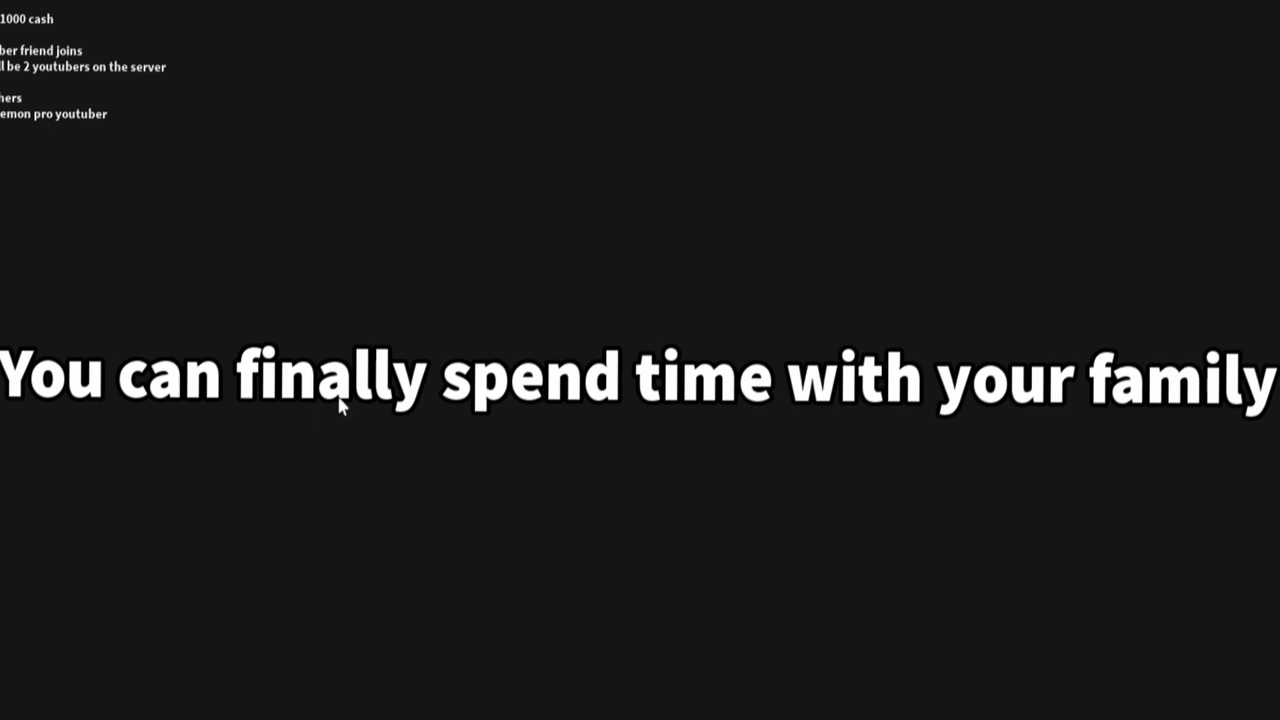 1000 cash
ber friend joins
ll be 2 youtubers on the server
hers
emon pro youtuber
You can finally spend time with your family